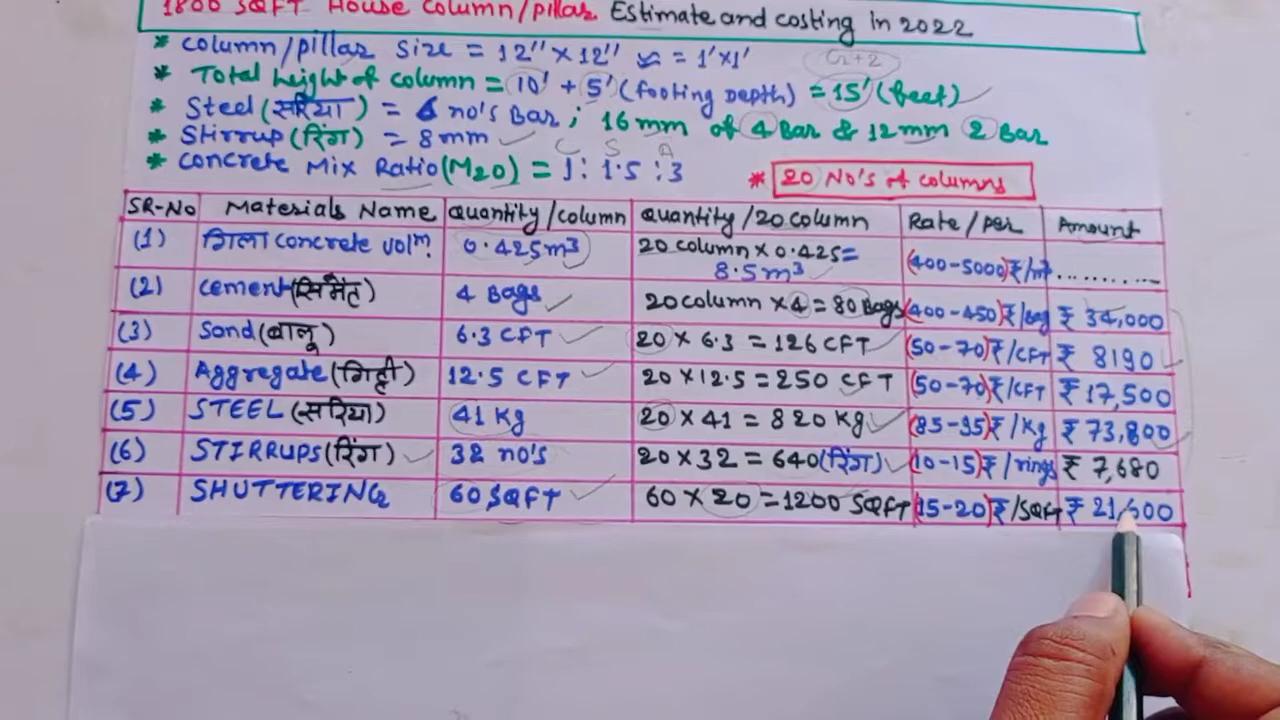 1800 SQFT House Column/pillar Estimate and costing in 2022
* Column/pillar Size = 12"×12" ≈ = 1'×1'
G+2
* Total height of column = 10' + 5' (footing Depth) = 15' (feet)
* Steel (सरिया) = 6 no's Bar; 16 mm of 4 Bar & 12 mm 2 Bar
* Stirrup (रिंग) = 8mm
C S A
* Concrete Mix Ratio (M20) = 1 : 1.5 : 3
* 20 No's of columns
SR-No Materials Name Quantity/column Quantity/20 column Rate/per Amount
(1) गिला concrete volm. 0.425m³ 20 column × 0.425= 8.5 m³ (400-5000)₹/m³ ............
(2) Cement (सिमेंट) 4 Bags 20 column × 4 = 80 Bags (400-450)₹/Bag ₹ 34,000
(3) Sand (बालू) 6.3 CFT 20 × 6.3 = 126 CFT (50-70)₹/CFT ₹ 8190
(4) Aggregate (गिट्टी) 12.5 CFT 20 × 12.5 = 250 CFT (50-70)₹/CFT ₹ 17,500
(5) STEEL (सरिया) 41 Kg 20 × 41 = 820 Kg (85-95)₹/Kg ₹ 73,800
(6) STIRRUPS (रिंग) 32 no's 20 × 32 = 640 (रिंग) (10-15)₹/rings ₹ 7,680
(7) SHUTTERING 60 SQFT 60 × 20 = 1200 SQFT (15-20)₹/SQFT ₹ 21,600